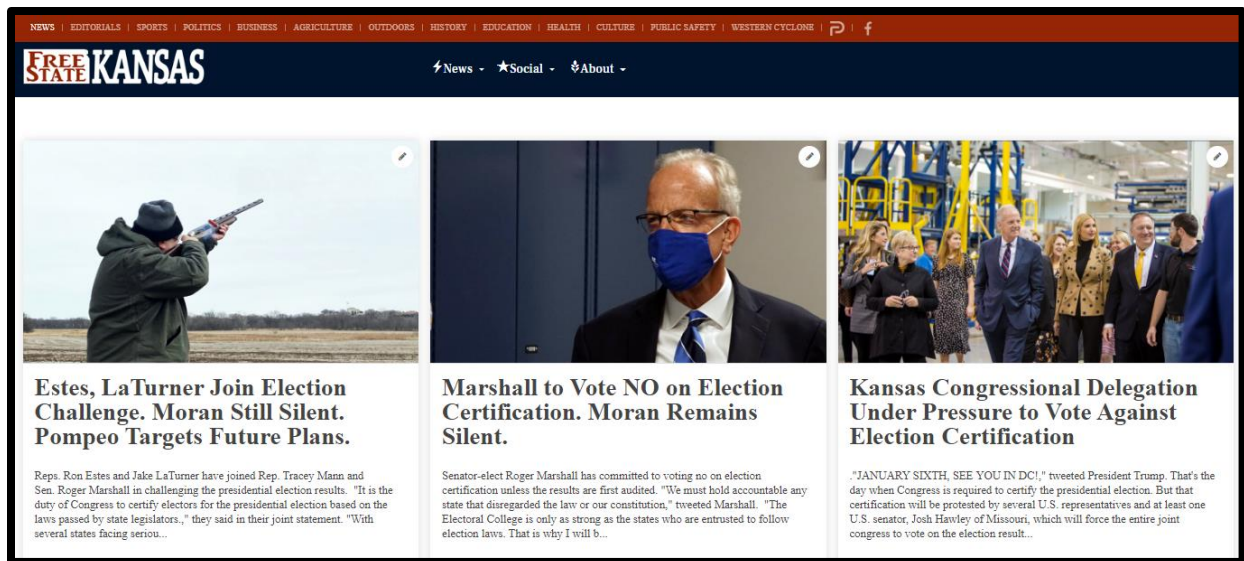 NEWS | EDITORIALS | SPORTS | POLITICS | BUSINESS | AGRICULTURE | OUTDOORS | HISTORY | EDUCATION | HEALTH | CULTURE | PUBLIC SAFETY | WESTERN CYCLONE |
FREE STATE KANSAS
News
Social
About
Estes, LaTurner Join Election
Challenge. Moran Still Silent.
Pompeo Targets Future Plans.
Reps. Ron Estes and Jake LaTurner have joined Rep. Tracey Mann and
Sen. Roger Marshall in challenging the presidential election results. "It is the
duty of Congress to certify electors for the presidential election based on the
laws passed by state legislators.," they said in their joint statement. "With
several states facing seriou...
Marshall to Vote NO on Election
Certification. Moran Remains
Silent.
Senator-elect Roger Marshall has committed to voting no on election
certification unless the results are first audited. "We must hold accountable any
state that disregarded the law or our constitution," tweeted Marshall. "The
Electoral College is only as strong as the states who are entrusted to follow
election laws. That is why I will b...
Kansas Congressional Delegation
Under Pressure to Vote Against
Election Certification
."JANUARY SIXTH, SEE YOU IN DC!," tweeted President Trump. That's the
day when Congress is required to certify the presidential election. But that
certification will be protested by several U.S. representatives and at least one
U.S. senator, Josh Hawley of Missouri, which will force the entire joint
congress to vote on the election result...